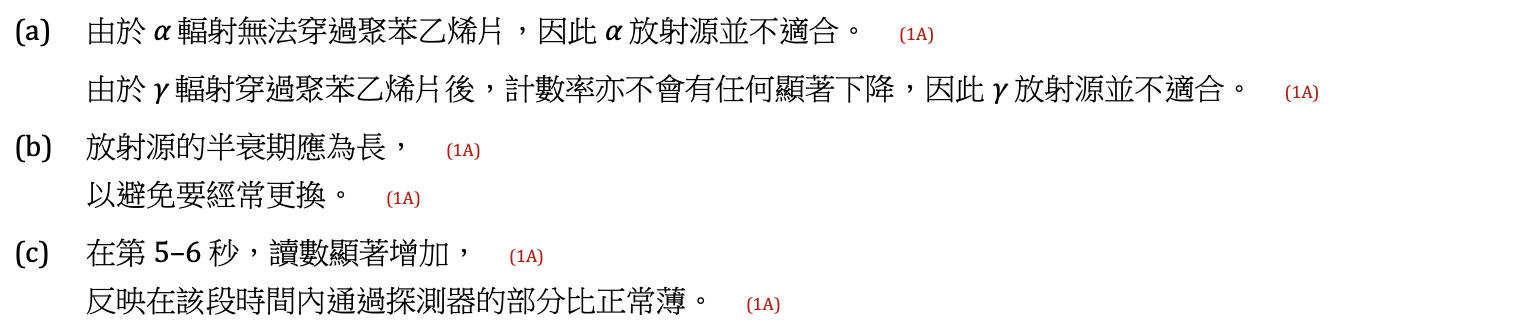 (a) 由於 α 輻射無法穿過聚苯乙烯片，因此 α 放射源並不適合。 (1A)
由於 γ 輻射穿過聚苯乙烯片後，計數率亦不會有任何顯著下降，因此 γ 放射源並不適合。 (1A)
(b) 放射源的半衰期應為長， (1A)
以避免要經常更換。 (1A)
(c) 在第 5–6 秒，讀數顯著增加， (1A)
反映在該段時間內通過探測器的部分比正常薄。 (1A)